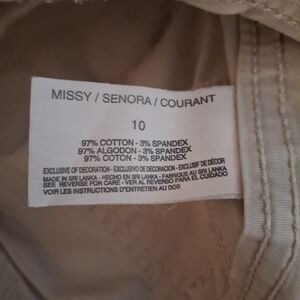 MISSY / SENORA / COURANT
10
97% COTTON - 3% SPANDEX
97% ALGODON - 3% SPANDEX
97% COTON - 3% SPANDEX
EXCLUSIVE OF DECORATION - EXCLUSIVO DE DECORACION - EXCLUSIF DE DÉCOR
MADE IN SRI LANKA - HECHO EN SRI LANKA - FABRIQUE AU SRI LANKA
SEE REVERSE FOR CARE - VER AL REVERSO PARA EL CUIDADO
VOIR LES INSTRUCTIONS D'ENTRETIEN AU DOS